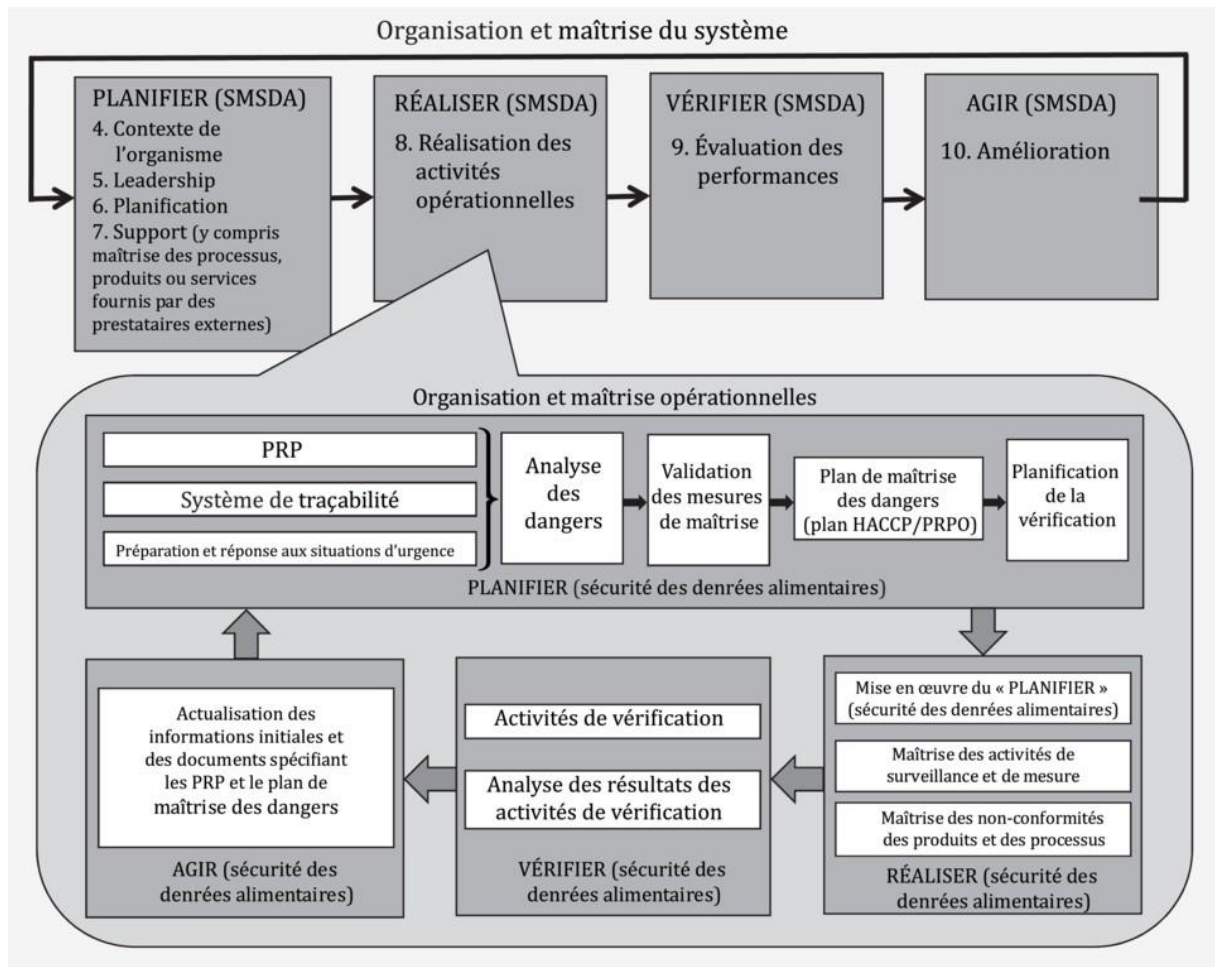 Organisation et maîtrise du système
PLANIFIER (SMSDA)
4. Contexte de
l'organisme
5. Leadership
6. Planification
7. Support (y compris
maîtrise des processus,
produits ou services
fournis par des
prestataires externes)
RÉALISER (SMSDA)
8. Réalisation des
activités
opérationnelles
VÉRIFIER (SMSDA)
9. Évaluation des
performances
AGIR (SMSDA)
10. Amélioration
Organisation et maîtrise opérationnelles
PRP
Système de traçabilité
Préparation et réponse aux situations d'urgence
Analyse
des
dangers
Validation
des mesures
de maîtrise
Plan de maîtrise
des dangers
(plan HACCP/PRPO)
Planification
de la
vérification
PLANIFIER (sécurité des denrées alimentaires)
Actualisation des
informations initiales et
des documents spécifiant
les PRP et le plan de
maîtrise des dangers
AGIR (sécurité des
denrées alimentaires)
Activités de vérification
Analyse des résultats des
activités de vérification
VÉRIFIER (sécurité des
denrées alimentaires)
Mise en œuvre du « PLANIFIER »
(sécurité des denrées alimentaires)
Maîtrise des activités de
surveillance et de mesure
Maîtrise des non-conformités
des produits et des processus
RÉALISER (sécurité des
denrées alimentaires)